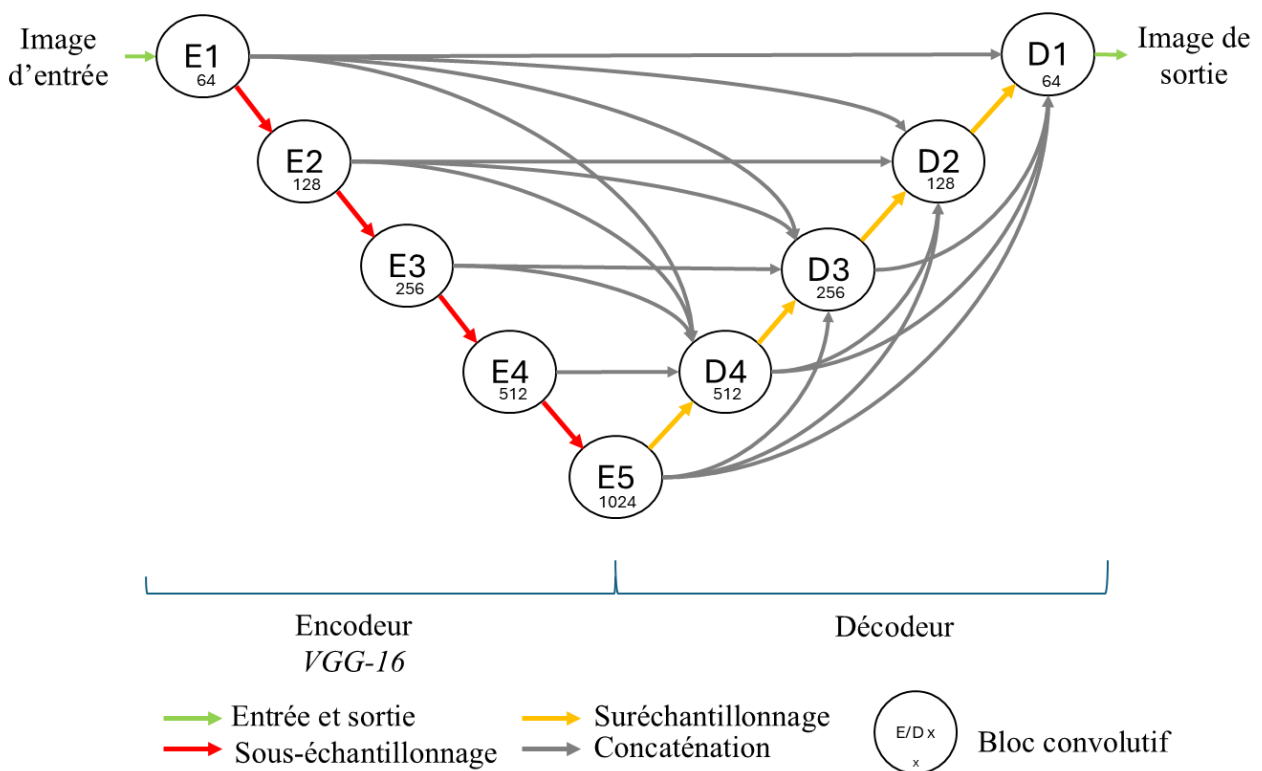 Image
d’entrée
E1
64
D1
64
Image de
sortie
E2
128
D2
128
E3
256
D3
256
E4
512
D4
512
E5
1024
Encodeur
VGG-16
Décodeur
Entrée et sortie
Sous-échantillonnage
Suréchantillonnage
Concaténation
E/D x
x
Bloc convolutif